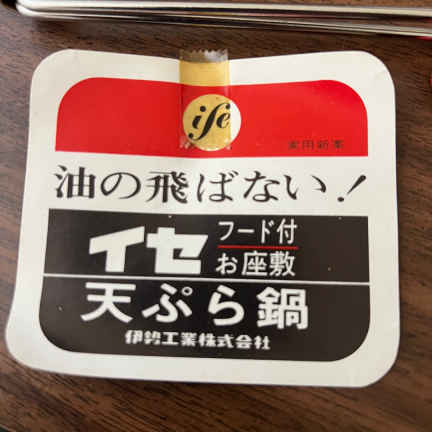 ise
実用新案
油の飛ばない!
イセ フード付
お座敷
天ぷら鍋
伊勢工業株式会社